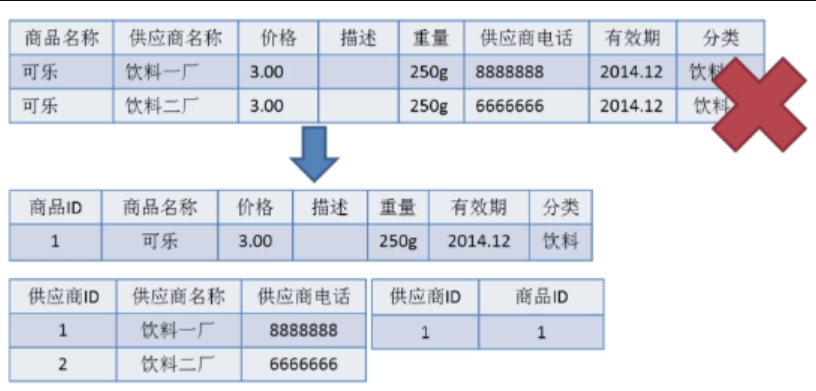 商品名称 供应商名称 价格 描述 重量 供应商电话 有效期 分类
可乐 饮料一厂 3.00 250g 8888888 2014.12 饮料
可乐 饮料二厂 3.00 250g 6666666 2014.12 饮料
商品ID 商品名称 价格 描述 重量 有效期 分类
1 可乐 3.00 250g 2014.12 饮料
供应商ID 供应商名称 供应商电话 供应商ID 商品ID
1 饮料一厂 8888888 1 1
2 饮料二厂 6666666